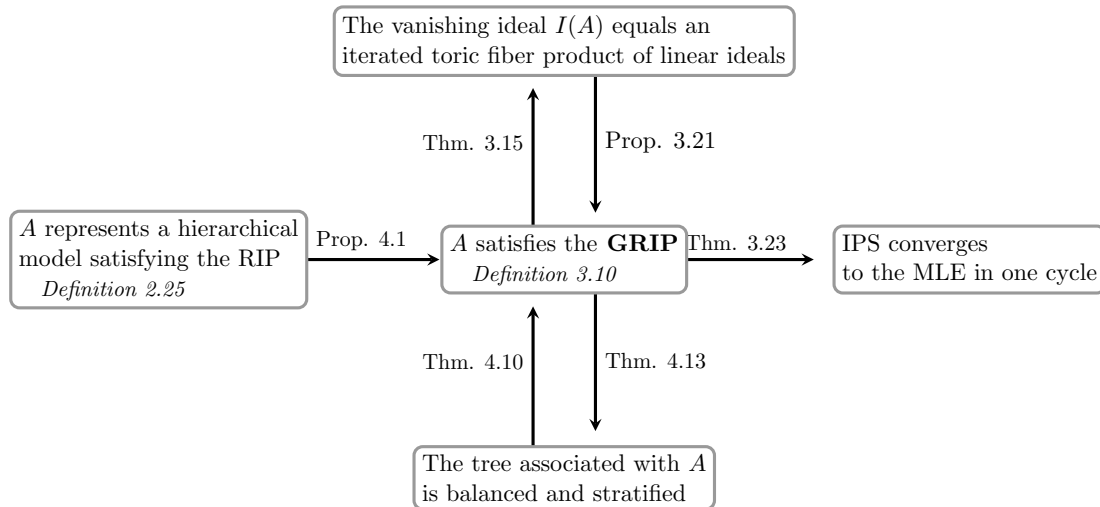 The vanishing ideal I(A) equals an
iterated toric fiber product of linear ideals
Thm. 3.15
Prop. 3.21
A represents a hierarchical
model satisfying the RIP
Definition 2.25
Prop. 4.1
A satisfies the GRIP
Definition 3.10
Thm. 3.23
IPS converges
to the MLE in one cycle
Thm. 4.10
Thm. 4.13
The tree associated with A
is balanced and stratified